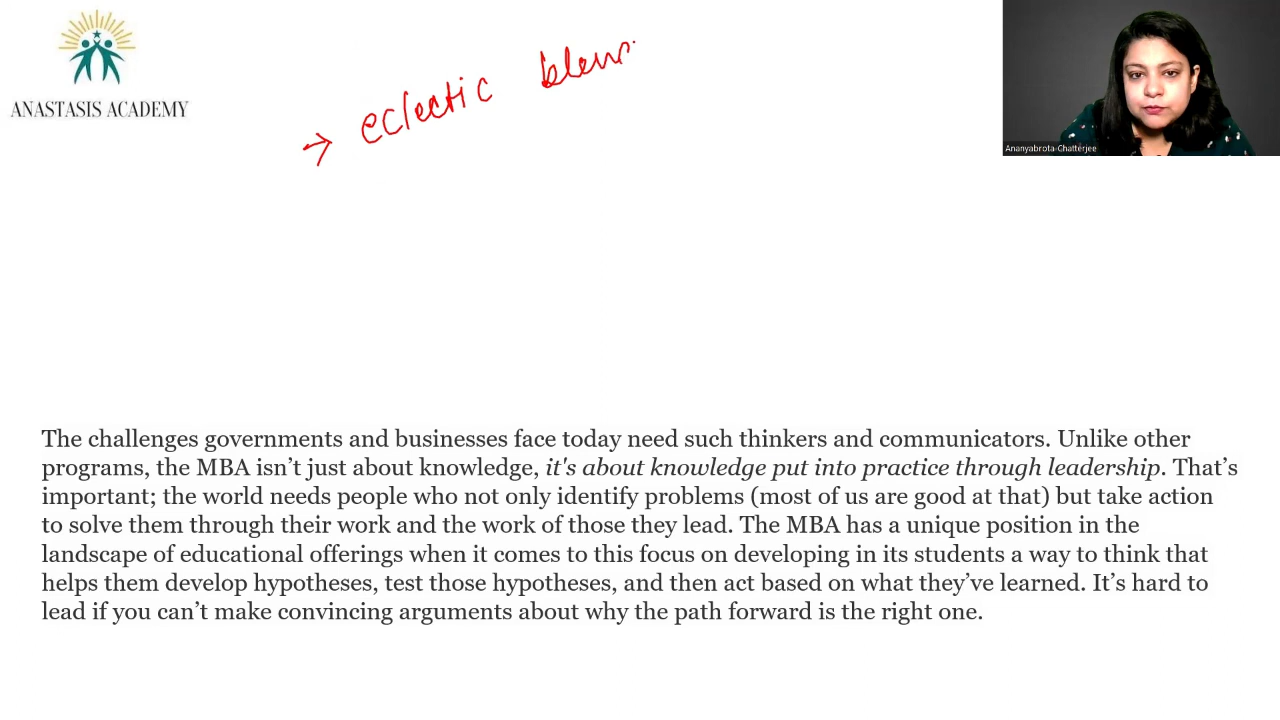 ANASTASIS ACADEMY
→ eclectic
Ananyabrota-Chatterjee
The challenges governments and businesses face today need such thinkers and communicators. Unlike other
programs, the MBA isn’t just about knowledge, it's about knowledge put into practice through leadership. That’s
important; the world needs people who not only identify problems (most of us are good at that) but take action
to solve them through their work and the work of those they lead. The MBA has a unique position in the
landscape of educational offerings when it comes to this focus on developing in its students a way to think that
helps them develop hypotheses, test those hypotheses, and then act based on what they’ve learned. It’s hard to
lead if you can’t make convincing arguments about why the path forward is the right one.